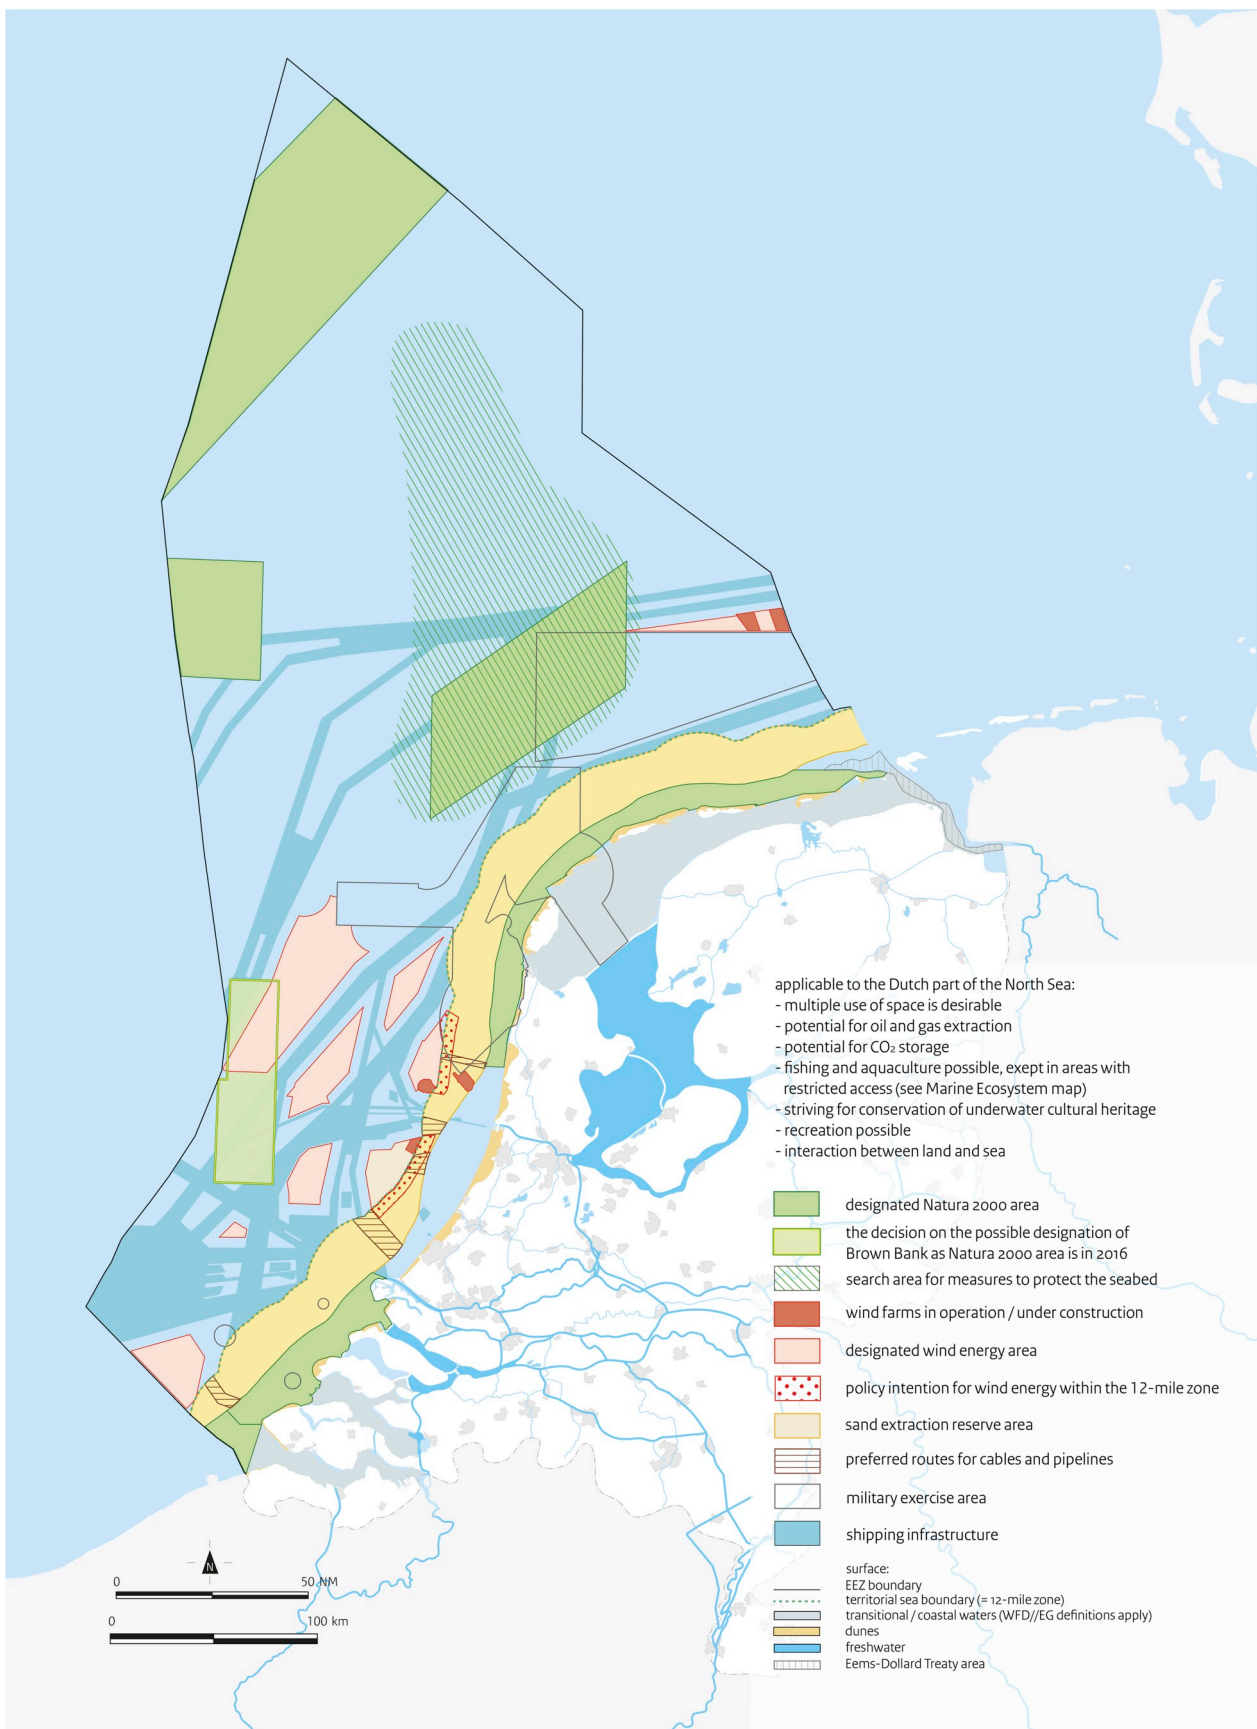 applicable to the Dutch part of the North Sea:
- multiple use of space is desirable
- potential for oil and gas extraction
- potential for CO₂ storage
- fishing and aquaculture possible, exept in areas with
restricted access (see Marine Ecosystem map)
- striving for conservation of underwater cultural heritage
- recreation possible
- interaction between land and sea
designated Natura 2000 area
the decision on the possible designation of
Brown Bank as Natura 2000 area is in 2016
search area for measures to protect the seabed
wind farms in operation / under construction
designated wind energy area
policy intention for wind energy within the 12-mile zone
sand extraction reserve area
preferred routes for cables and pipelines
military exercise area
shipping infrastructure
surface:
EEZ boundary
territorial sea boundary (= 12-mile zone)
transitional / coastal waters (WFD//EG definitions apply)
dunes
freshwater
Eems-Dollard Treaty area
N
0 50 NM
0 100 km